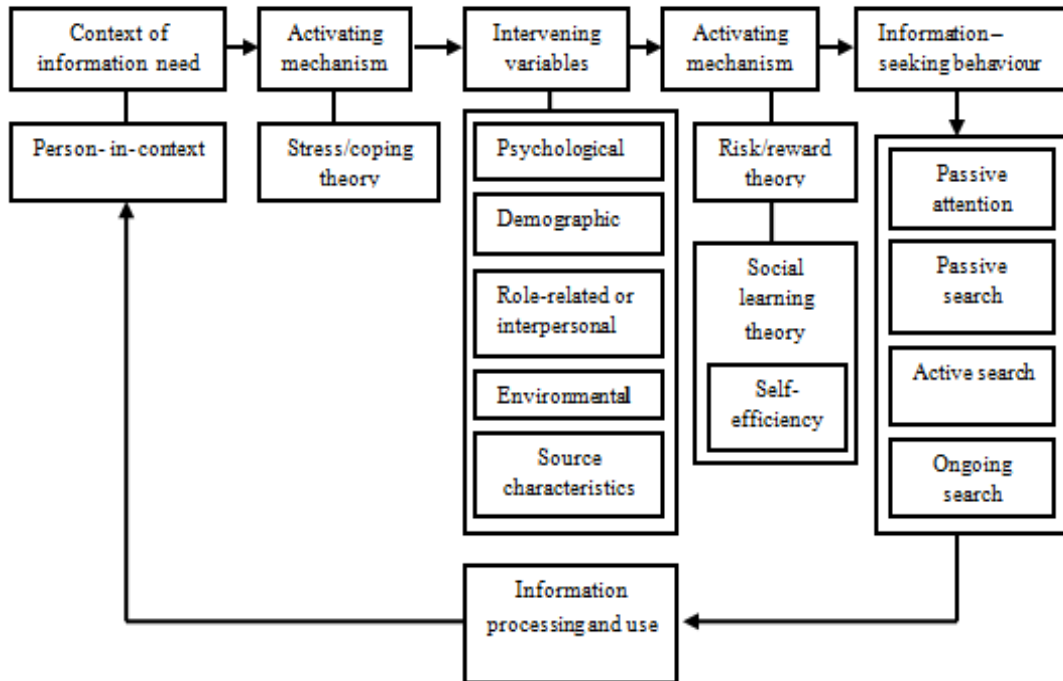 Context of
information need
Activating
mechanism
Intervening
variables
Activating
mechanism
Information–
seeking behaviour
Person- in-context
Stress/coping
theory
Psychological
Demographic
Role-related or
interpersonal
Environmental
Source
characteristics
Risk/reward
theory
Social
learning
theory
Self-
efficiency
Passive
attention
Passive
search
Active search
Ongoing
search
Information
processing and use